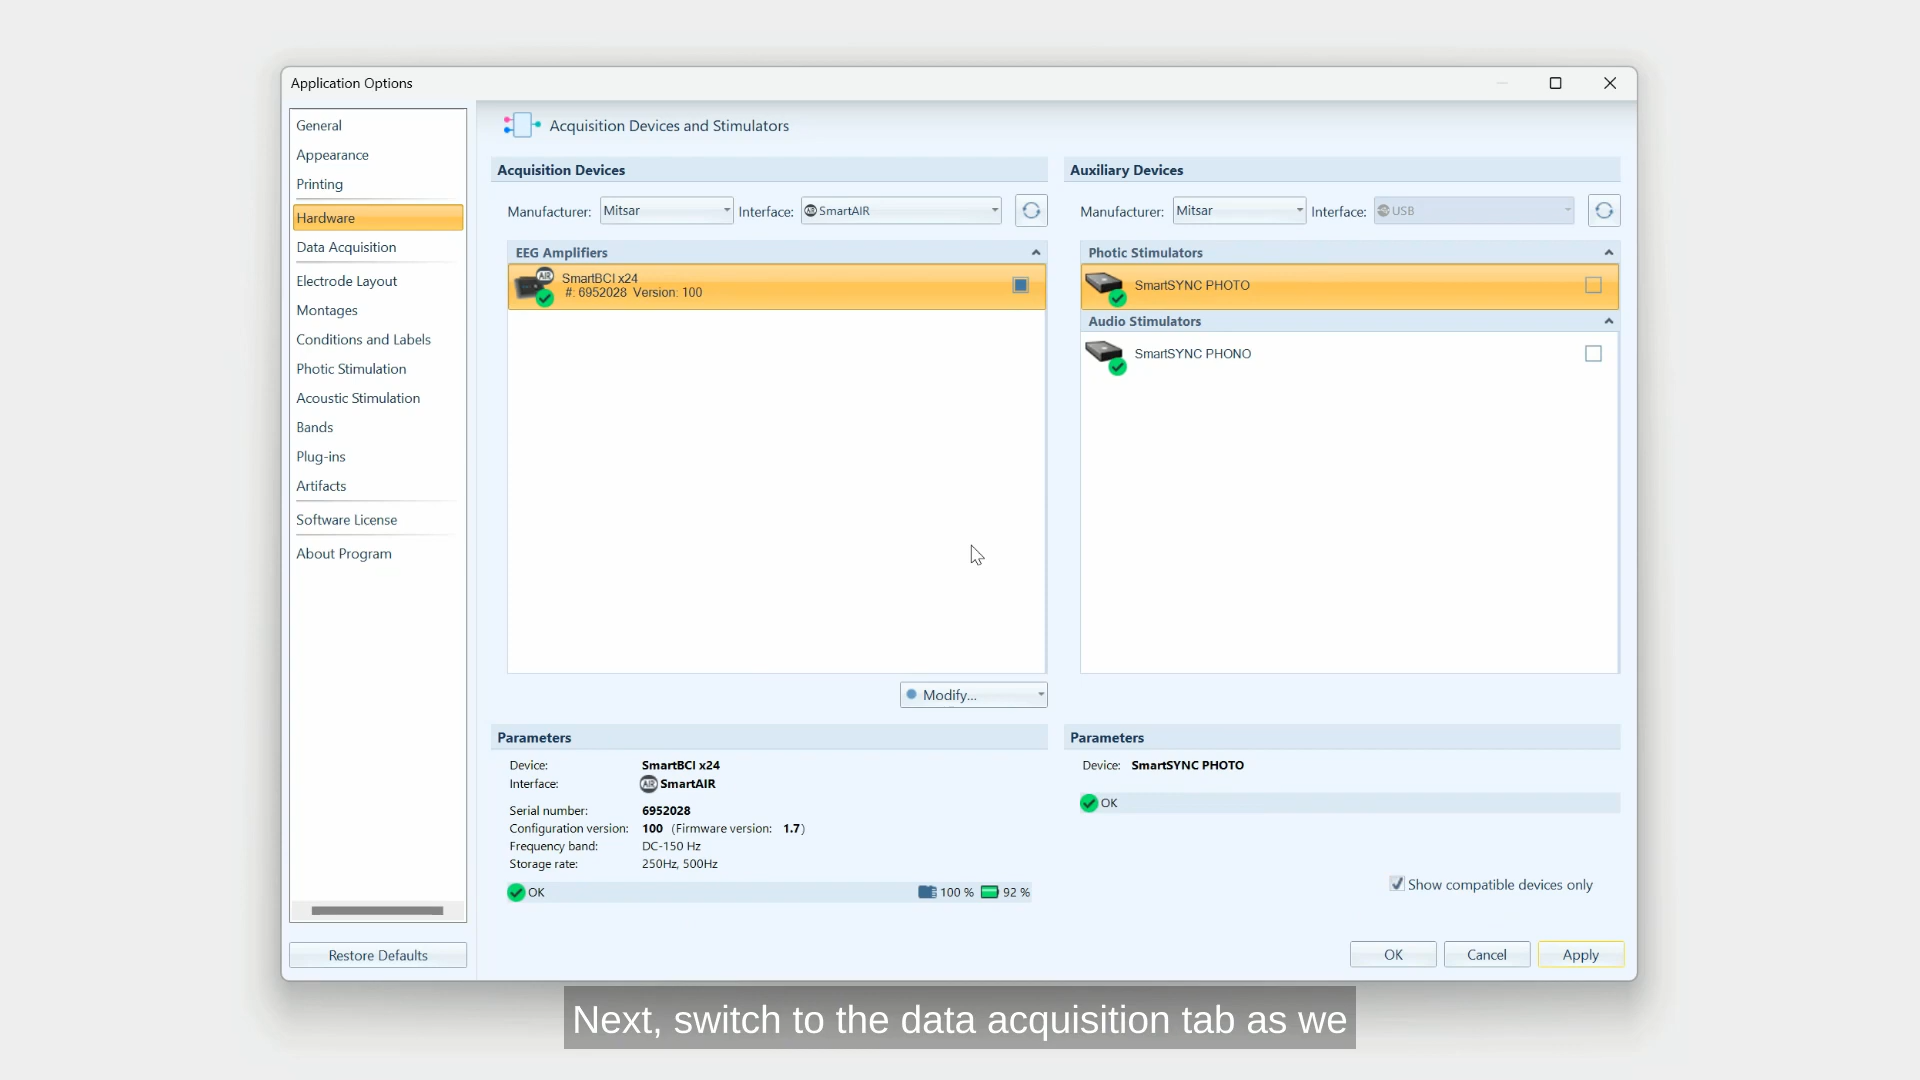 Application Options
General
Appearance
Printing
Hardware
Data Acquisition
Electrode Layout
Montages
Conditions and Labels
Photic Stimulation
Acoustic Stimulation
Bands
Plug-ins
Artifacts
Software License
About Program
Restore Defaults
Acquisition Devices and Stimulators
Acquisition Devices
Manufacturer: Mitsar Interface: AIR SmartAIR
EEG Amplifiers
AIR SmartBCI x24
#: 6952028 Version: 100
Modify...
Parameters
Device: SmartBCI x24
Interface: AIR SmartAIR
Serial number: 6952028
Configuration version: 100 (Firmware version: 1.7)
Frequency band: DC-150 Hz
Storage rate: 250Hz, 500Hz
OK 100 % 92 %
Auxiliary Devices
Manufacturer: Mitsar Interface: USB
Photic Stimulators
SmartSYNC PHOTO
Audio Stimulators
SmartSYNC PHONO
Parameters
Device: SmartSYNC PHOTO
OK
Show compatible devices only
OK Cancel Apply
Next, switch to the data acquisition tab as we